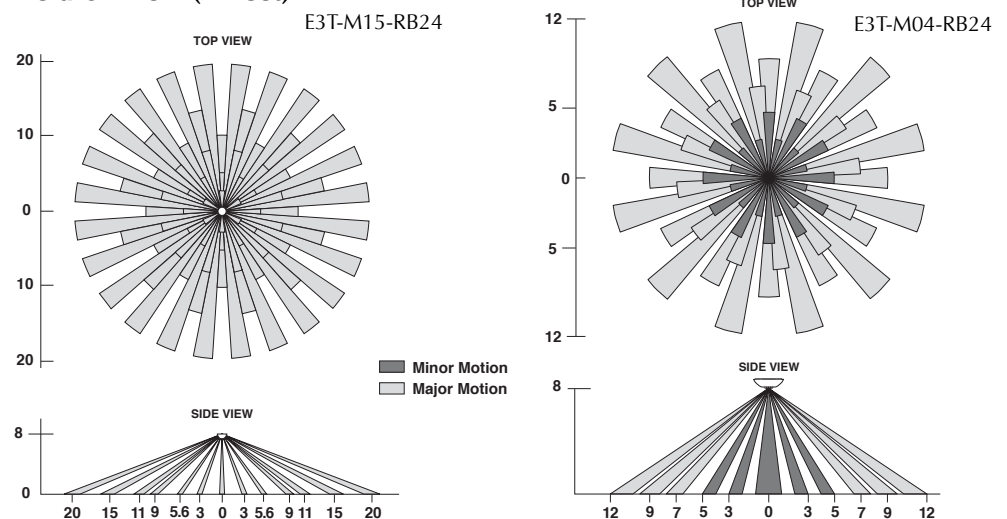 E3T-M15-RB24
TOP VIEW
20
10
0
10
20
SIDE VIEW
8
0
20 15 11 9 5.6 3 0 3 5.6 9 11 15 20
Minor Motion
Major Motion
TOP VIEW
E3T-M04-RB24
12
5
0
5
12
SIDE VIEW
8
12 9 7 5 3 0 3 5 7 9 12